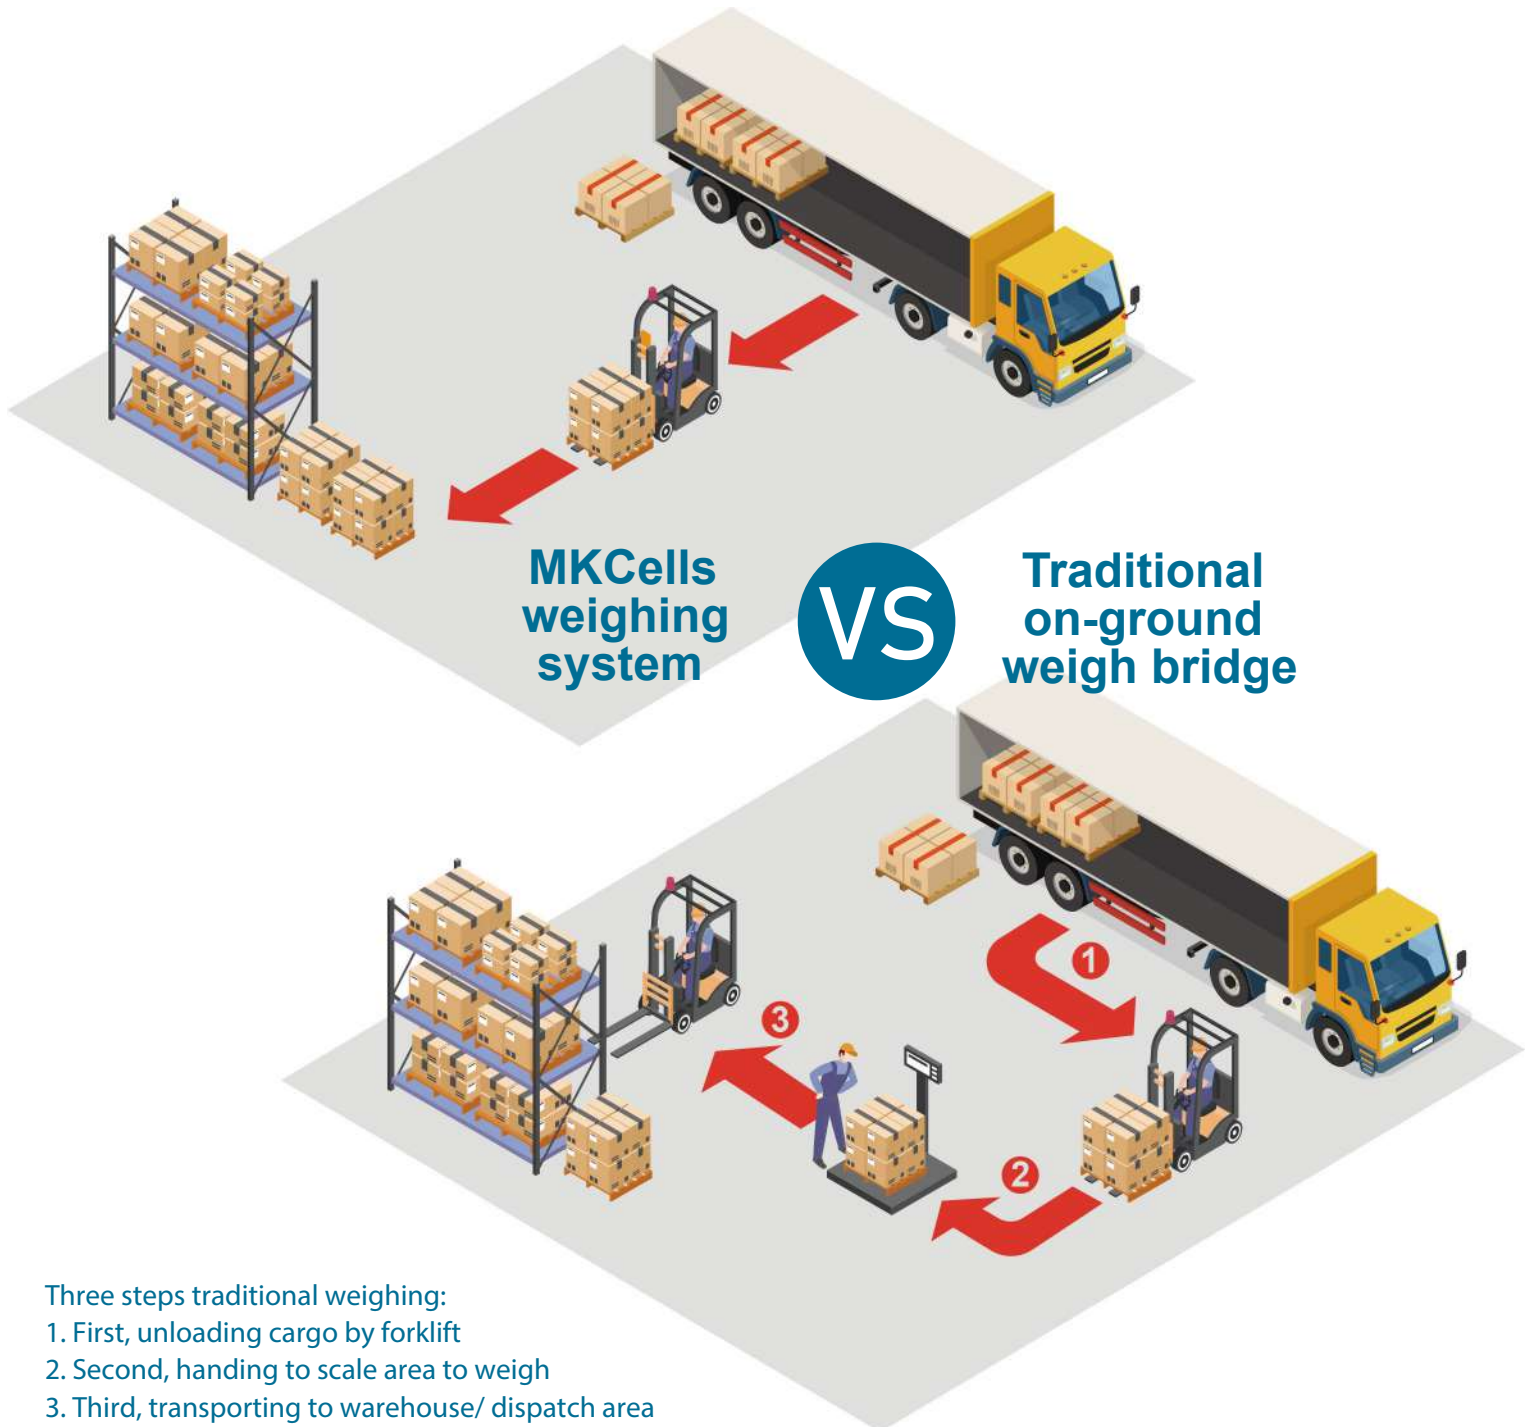 MKCells
weighing
system
VS
Traditional
on-ground
weigh bridge
1
3
2
Three steps traditional weighing:
1. First, unloading cargo by forklift
2. Second, handing to scale area to weigh
3. Third, transporting to warehouse/ dispatch area